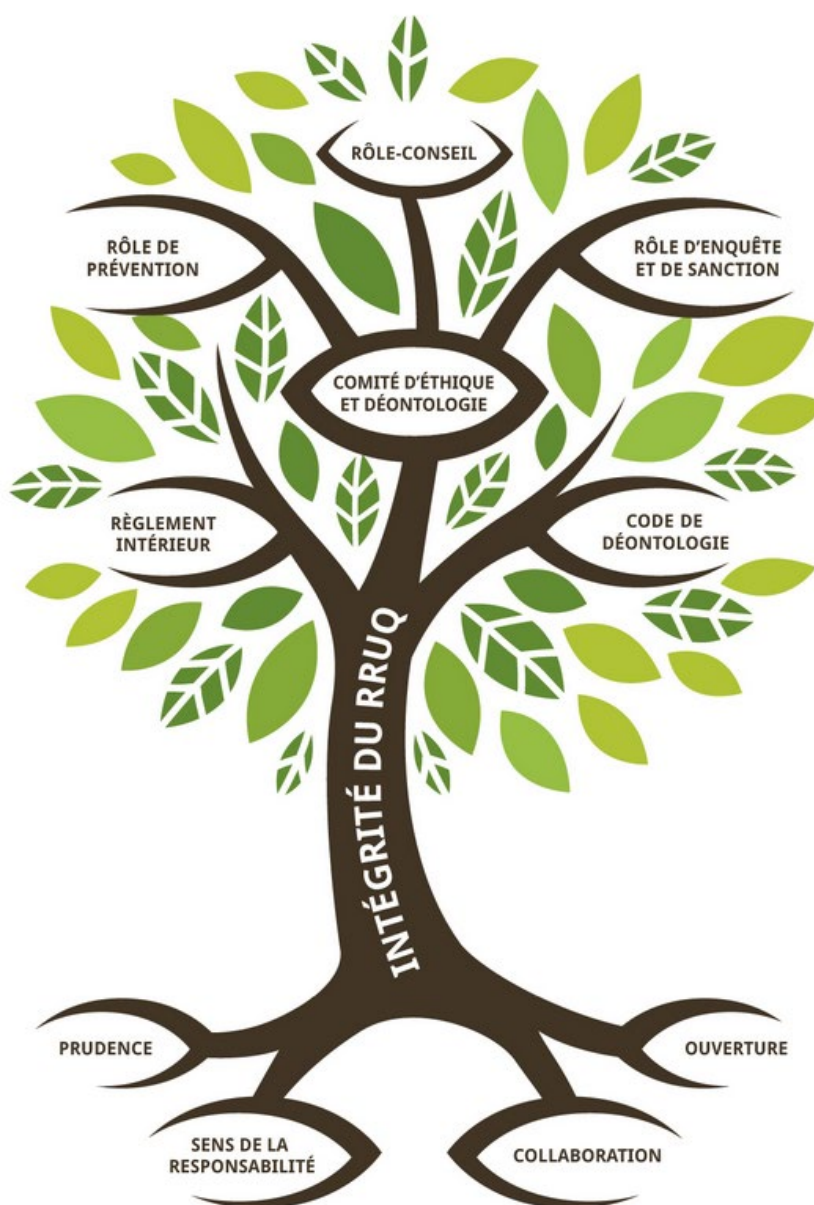 RÔLE-CONSEIL
RÔLE DE
PRÉVENTION
RÔLE D'ENQUÊTE
ET DE SANCTION
COMITÉ D'ÉTHIQUE
ET DÉONTOLOGIE
RÈGLEMENT
INTÉRIEUR
CODE DE
DÉONTOLOGIE
INTÉGRITÉ DU RRUQ
PRUDENCE
OUVERTURE
SENS DE LA
RESPONSABILITÉ
COLLABORATION